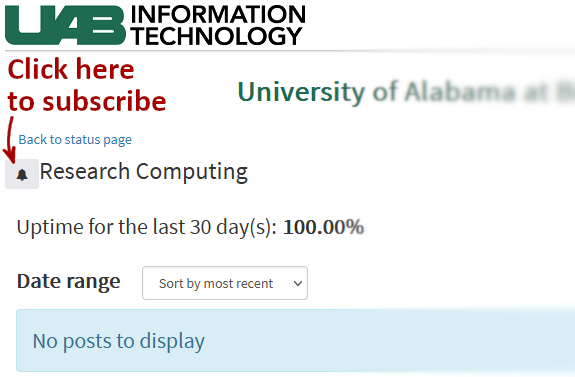 UAB INFORMATION
TECHNOLOGY
Click here
to subscribe
University of Alabama at
Back to status page
Research Computing
Uptime for the last 30 day(s): 100.00%
Date range
Sort by most recent
No posts to display